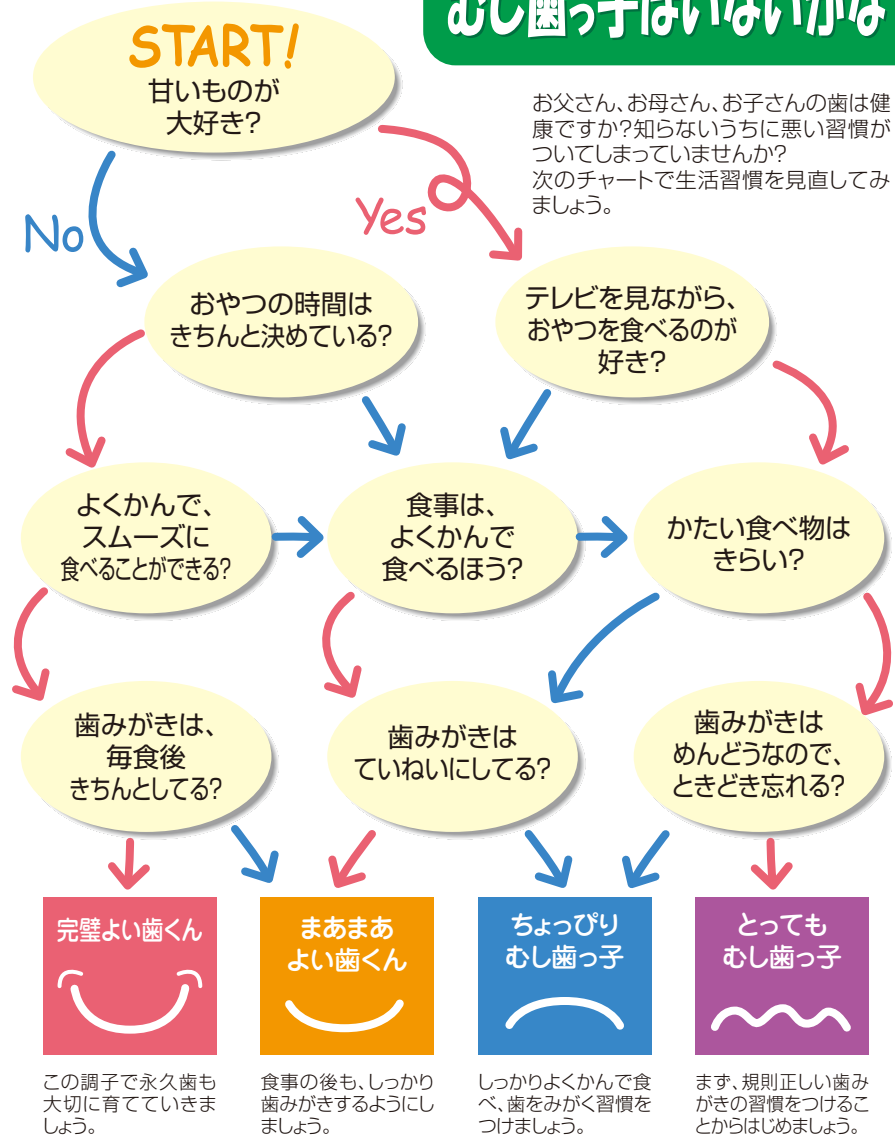 むし歯っ子はいないかな
START!
甘いものが
大好き?
お父さん、お母さん、お子さんの歯は健
康ですか?知らないうちに悪い習慣が
ついてしまっていませんか?
次のチャートで生活習慣を見直してみ
ましょう。
No
Yes
おやつの時間は
きちんと決めている?
テレビを見ながら、
おやつを食べるのが
好き?
よくかんで、
スムーズに
食べることができる?
食事は、
よくかんで
食べるほう?
かたい食べ物は
きらい?
歯みがきは、
毎食後
きちんとしてる?
歯みがきは
ていねいにしてる?
歯みがきは
めんどうなので、
ときどき忘れる?
完璧よい歯くん
まあまあ
よい歯くん
ちょっぴり
むし歯っ子
とっても
むし歯っ子
この調子で永久歯も
大切に育てていきま
しょう。
食事の後も、しっかり
歯みがきするようにし
ましょう。
しっかりよくかんで食
べ、歯をみがく習慣を
つけましょう。
まず、規則正しい歯み
がきの習慣をつけるこ
とからはじめましょう。